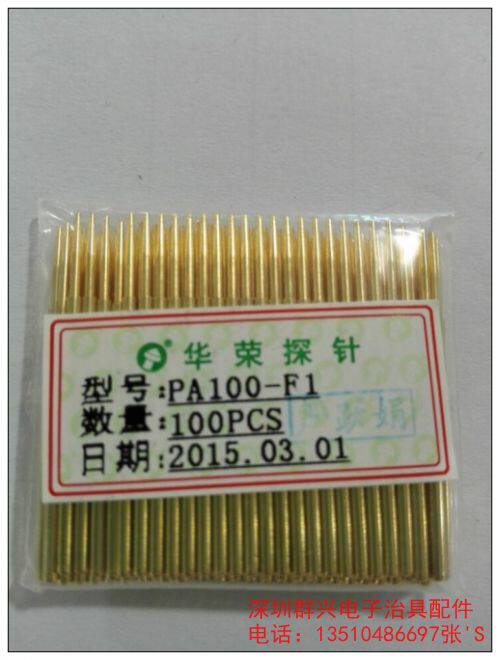 ® 华荣探针
型号:PA100-F1
数量:100PCS
日期:2015.03.01
深圳群兴电子治具配件
电话：13510486697张'S